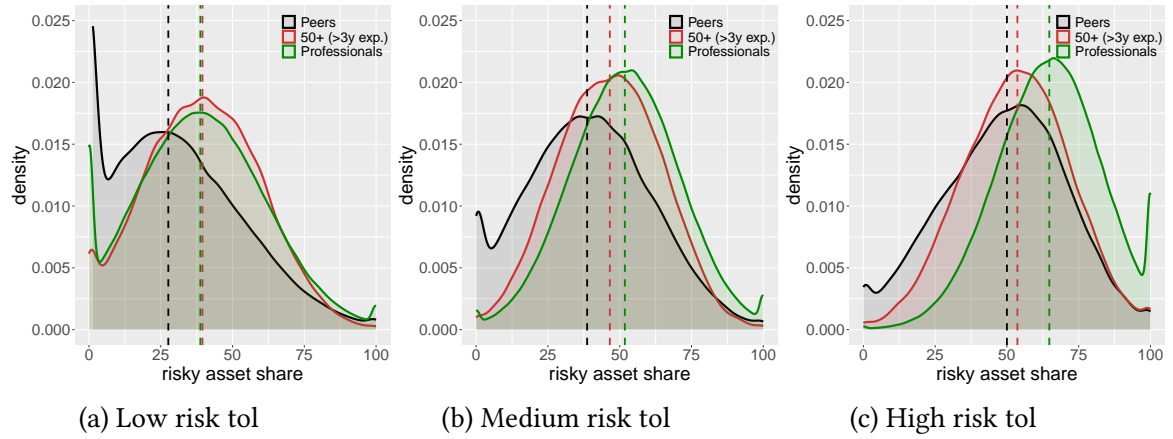 0.025
0.020
0.015
0.010
0.005
0.000
density
0 25 50 75 100
risky asset share
Peers
50+ (>3y exp.)
Professionals
(a) Low risk tol
0.025
0.020
0.015
0.010
0.005
0.000
density
0 25 50 75 100
risky asset share
Peers
50+ (>3y exp.)
Professionals
(b) Medium risk tol
0.025
0.020
0.015
0.010
0.005
0.000
density
0 25 50 75 100
risky asset share
Peers
50+ (>3y exp.)
Professionals
(c) High risk tol